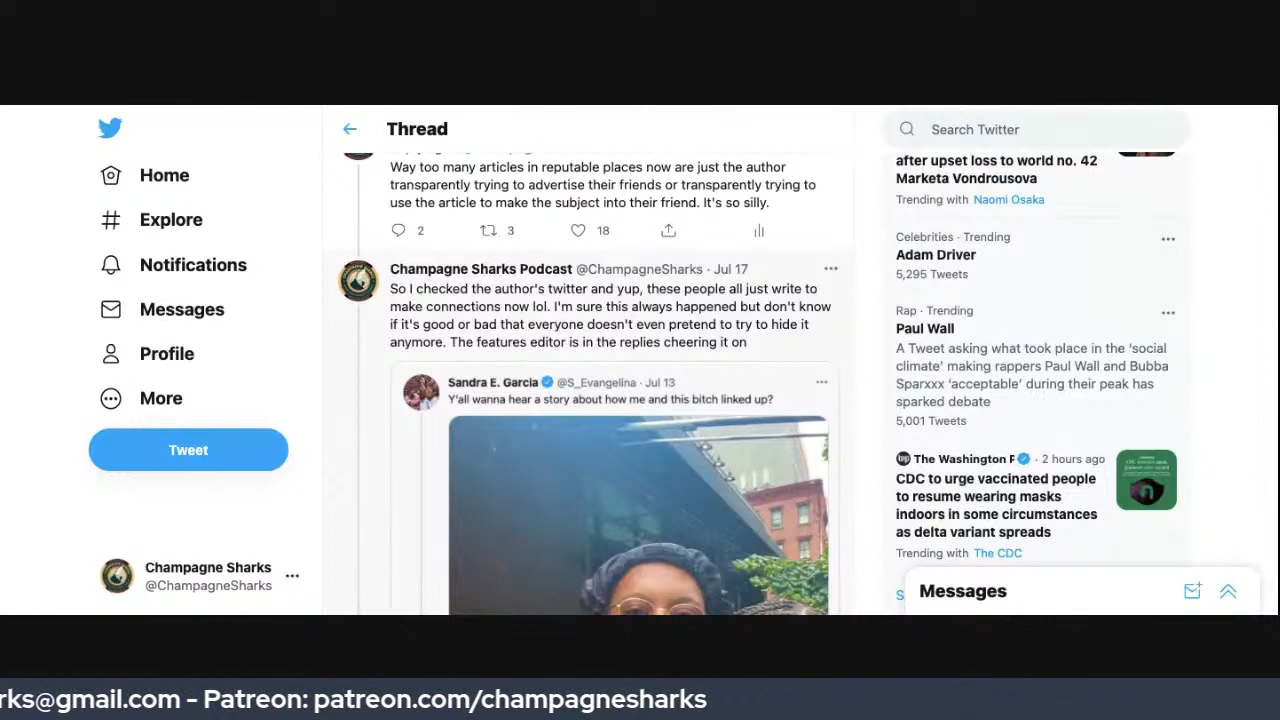 Thread
Search Twitter
Way too many articles in reputable places now are just the author
transparently trying to advertise their friends or transparently trying to
use the article to make the subject into their friend. It's so silly.
2
3
18
Champagne Sharks Podcast @ChampagneSharks · Jul 17
So I checked the author's twitter and yup, these people all just write to
make connections now lol. I'm sure this always happened but don't know
if it's good or bad that everyone doesn't even pretend to try to hide it
anymore. The features editor is in the replies cheering it on
Sandra E. Garcia @S_Evangelina · Jul 13
Y'all wanna hear a story about how me and this bitch linked up?
Home
Explore
Notifications
Messages
Profile
More
Tweet
Champagne Sharks
@ChampagneSharks
after upset loss to world no. 42
Marketa Vondrousova
Trending with Naomi Osaka
Celebrities · Trending
Adam Driver
5,295 Tweets
Rap · Trending
Paul Wall
A Tweet asking what took place in the ‘social
climate’ making rappers Paul Wall and Bubba
Sparxxx ‘acceptable’ during their peak has
sparked debate
5,001 Tweets
The Washington P · 2 hours ago
CDC to urge vaccinated people
to resume wearing masks
indoors in some circumstances
as delta variant spreads
Trending with The CDC
Messages
rks@gmail.com - Patreon: patreon.com/champagnesharks